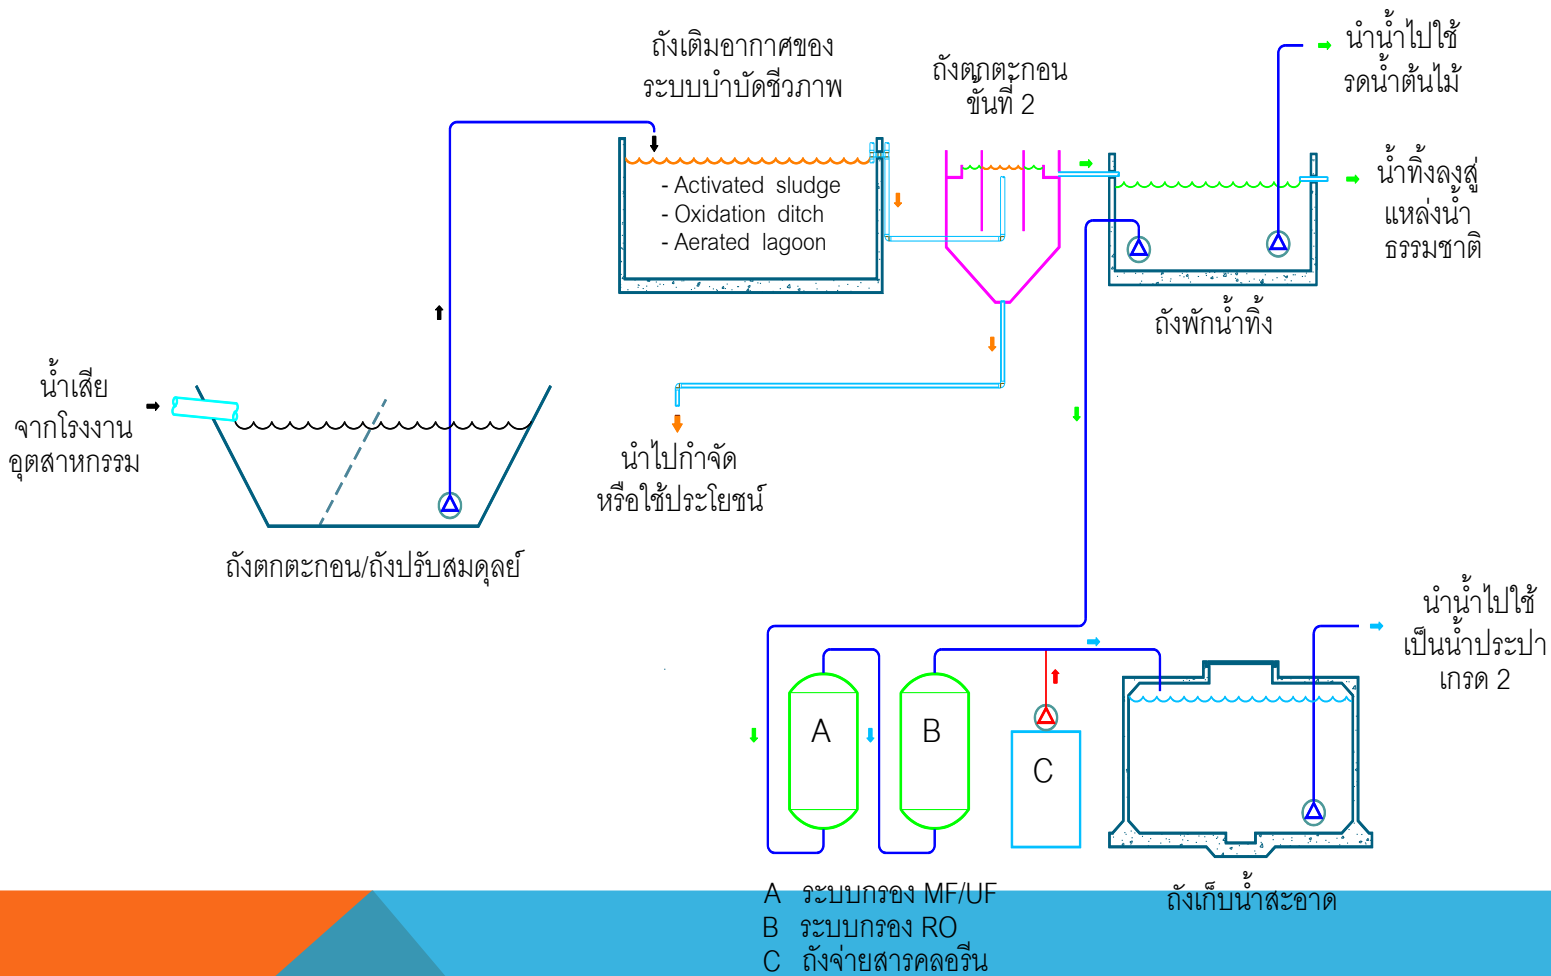 ถังเติมอากาศของ
ระบบบำบัดชีวภาพ
ถังตกตะกอน
ขั้นที่ 2
นำน้ำไปใช้
รดน้ำต้นไม้
- Activated sludge
- Oxidation ditch
- Aerated lagoon
น้ำทิ้งลงสู่
แหล่งน้ำ
ธรรมชาติ
ถังพักน้ำทิ้ง
น้ำเสีย
จากโรงงาน
อุตสาหกรรม
นำไปกำจัด
หรือใช้ประโยชน์
ถังตกตะกอน/ถังปรับสมดุลย์
นำน้ำไปใช้
เป็นน้ำประปา
เกรด 2
A
B
C
ถังเก็บน้ำสะอาด
A ระบบกรอง MF/UF
B ระบบกรอง RO
C ถังจ่ายสารคลอรีน